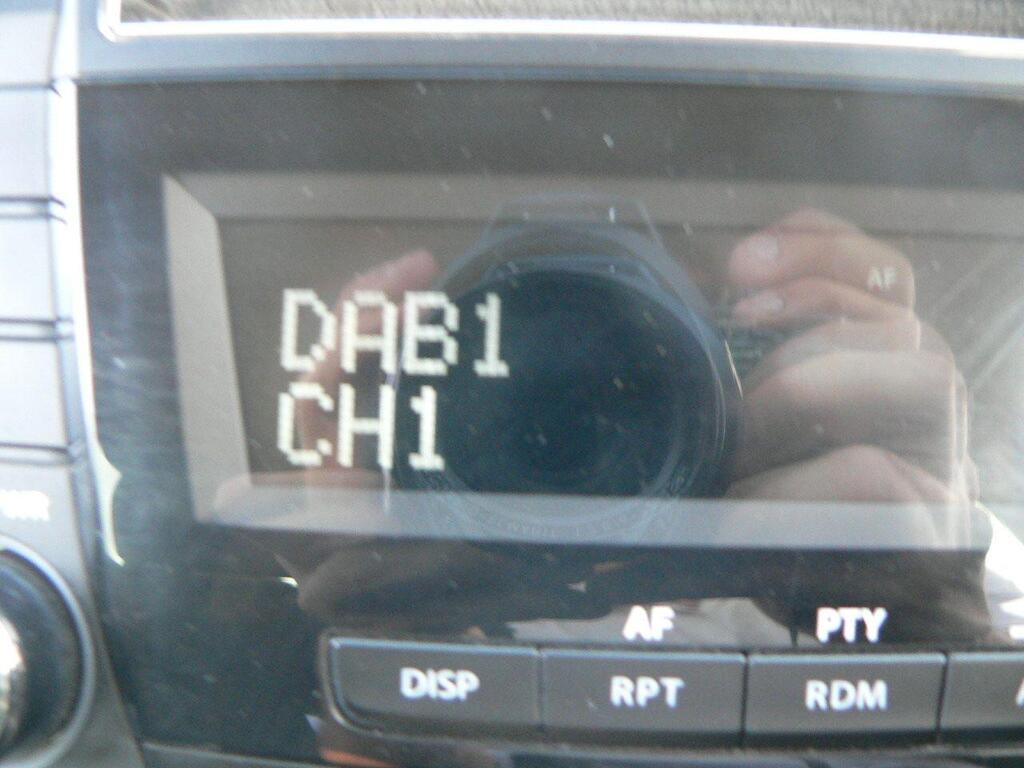 AF
DAB1
CH1
AF PTY
DISP RPT RDM